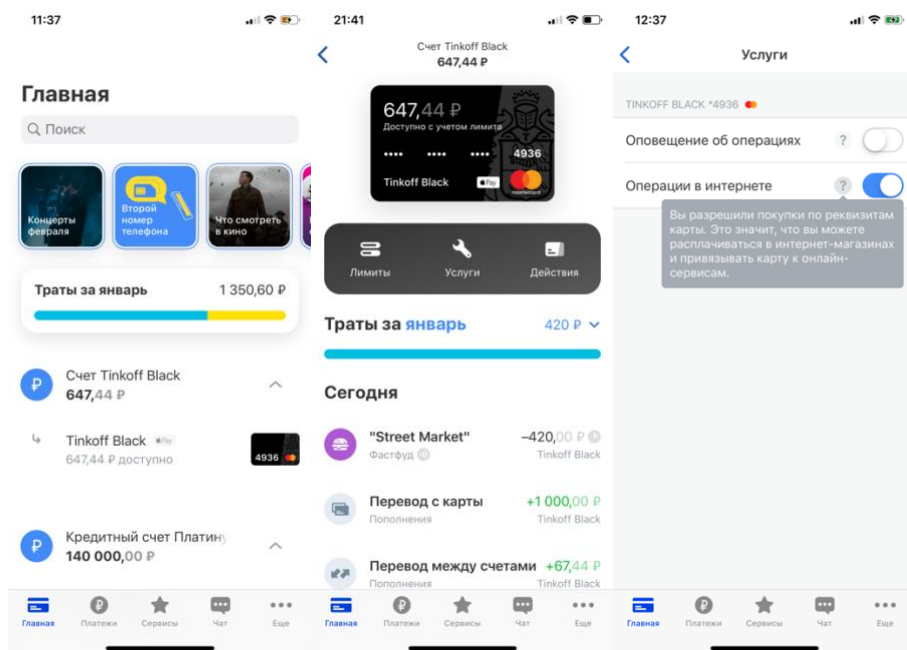 11:37
Главная
Поиск
Концерты
февраля
Второй
номер
телефона
Что смотреть
в кино
Траты за январь 1 350,60 ₽
Счет Tinkoff Black
647,44 ₽
Tinkoff Black Pay
647,44 ₽ доступно
4936
Кредитный счет Платин
140 000,00 ₽
Главная Платежи Сервисы Чат Еще
21:41
Счет Tinkoff Black
647,44 ₽
647,44 ₽
Доступно с учетом лимита
•••• •••• •••• 4936
Tinkoff Black Pay
mastercard
Лимиты Услуги Действия
Траты за январь 420 ₽
Сегодня
"Street Market" –420,00 ₽
Фастфуд Tinkoff Black
Перевод с карты +1 000,00 ₽
Пополнения Tinkoff Black
Перевод между счетами +67,44 ₽
Пополнения Tinkoff Black
Главная Платежи Сервисы Чат Еще
12:37
Услуги
TINKOFF BLACK *4936
Оповещение об операциях ?
Операции в интернете ?
Вы разрешили покупки по реквизитам
карты. Это значит, что вы можете
расплачиваться в интернет-магазинах
и привязывать карту к онлайн-
сервисам.
Главная Платежи Сервисы Чат Еще